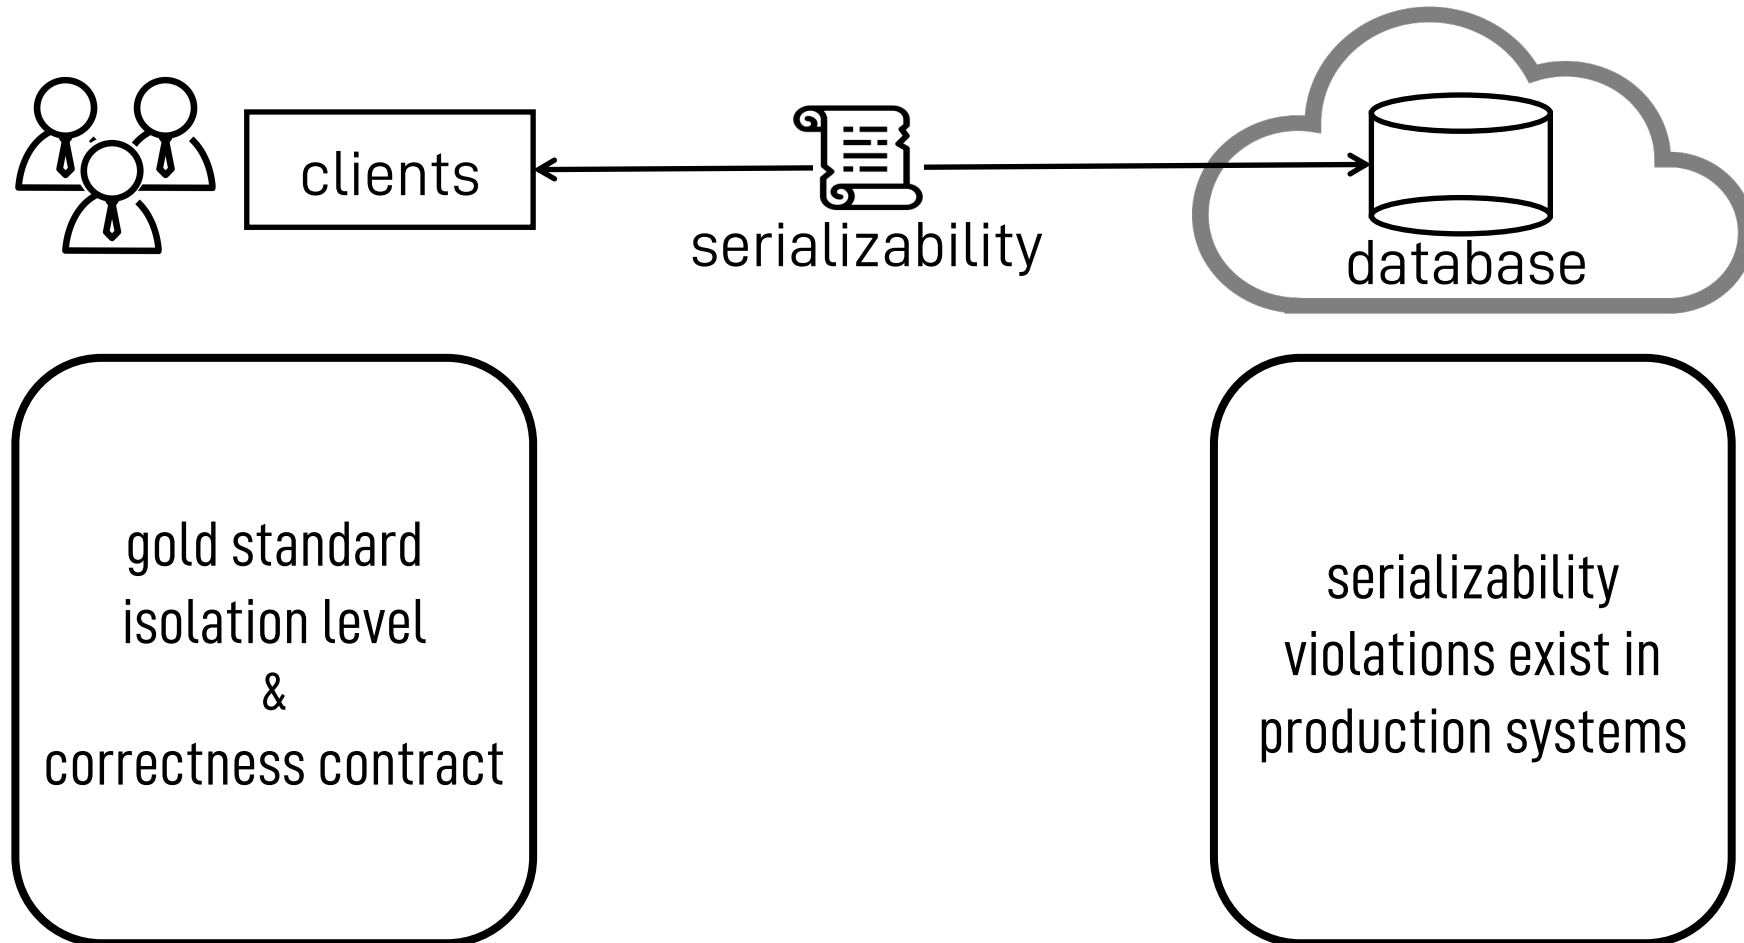 clients
serializability
database
gold standard
isolation level
&
correctness contract
serializability
violations exist in
production systems